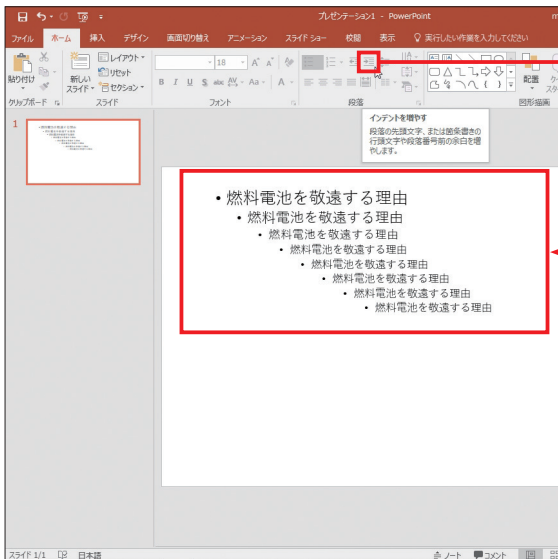 プレゼンテーション1 - PowerPoint
ファイル ホーム 挿入 デザイン 画面切り替え アニメーション スライド ショー 校閲 表示 実行したい作業を入力してください
貼り付け
新しい
スライド
レイアウト
リセット
セクション
18
B I U S abc AV Aa A
配置
クリップボード スライド フォント 段落 図形描画
インデントを増やす
段落の先頭文字、または箇条書きの
行頭文字や段落番号前の余白を増
やします。
1
• 燃料電池を敬遠する理由
• 燃料電池を敬遠する理由
• 燃料電池を敬遠する理由
• 燃料電池を敬遠する理由
• 燃料電池を敬遠する理由
• 燃料電池を敬遠する理由
• 燃料電池を敬遠する理由
• 燃料電池を敬遠する理由
スライド 1/1 日本語 ノート コメント